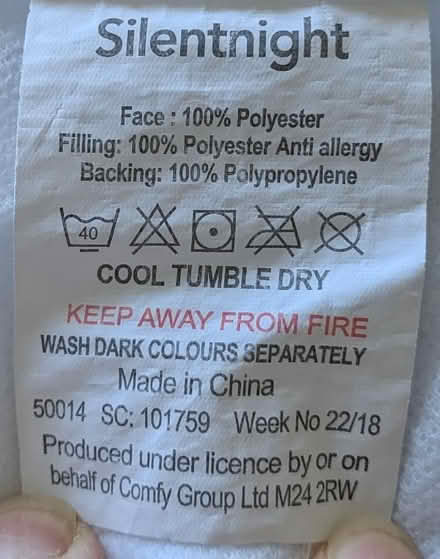 Silentnight
Face : 100% Polyester
Filling: 100% Polyester Anti allergy
Backing: 100% Polypropylene
40
COOL TUMBLE DRY
KEEP AWAY FROM FIRE
WASH DARK COLOURS SEPARATELY
Made in China
50014 SC: 101759 Week No 22/18
Produced under licence by or on
behalf of Comfy Group Ltd M24 2RW